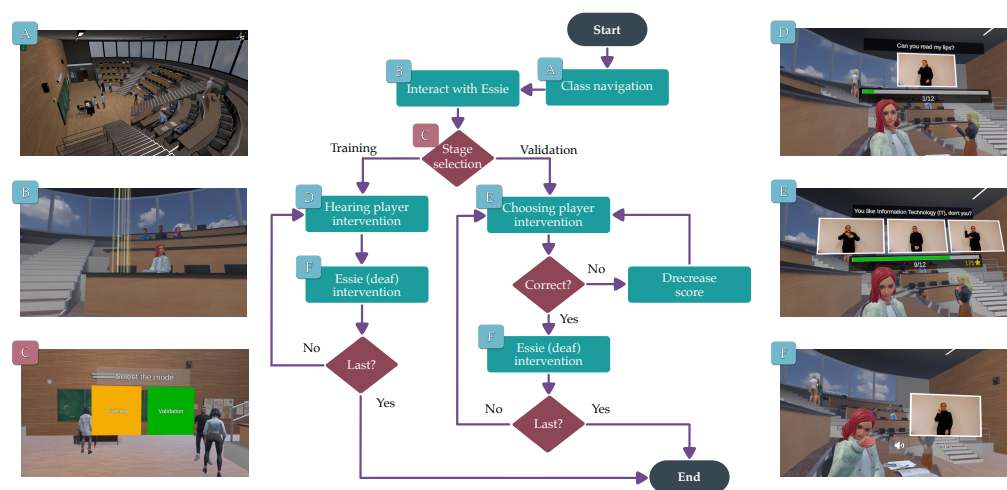 A
Start
D
Can you read my lips?
1/12
B
Interact with Essie
A
Class navigation
C
Stage
selection
Training
Validation
B
D
Hearing player
intervention
E
Choosing player
intervention
E
You like Information Technology (IT), don't you?
9/12
175
F
Essie (deaf)
intervention
Correct?
No
Drecrease
score
Yes
F
Essie (deaf)
intervention
C
Select the mode
Training
Validation
No
Last?
Yes
No
Last?
Yes
F
End